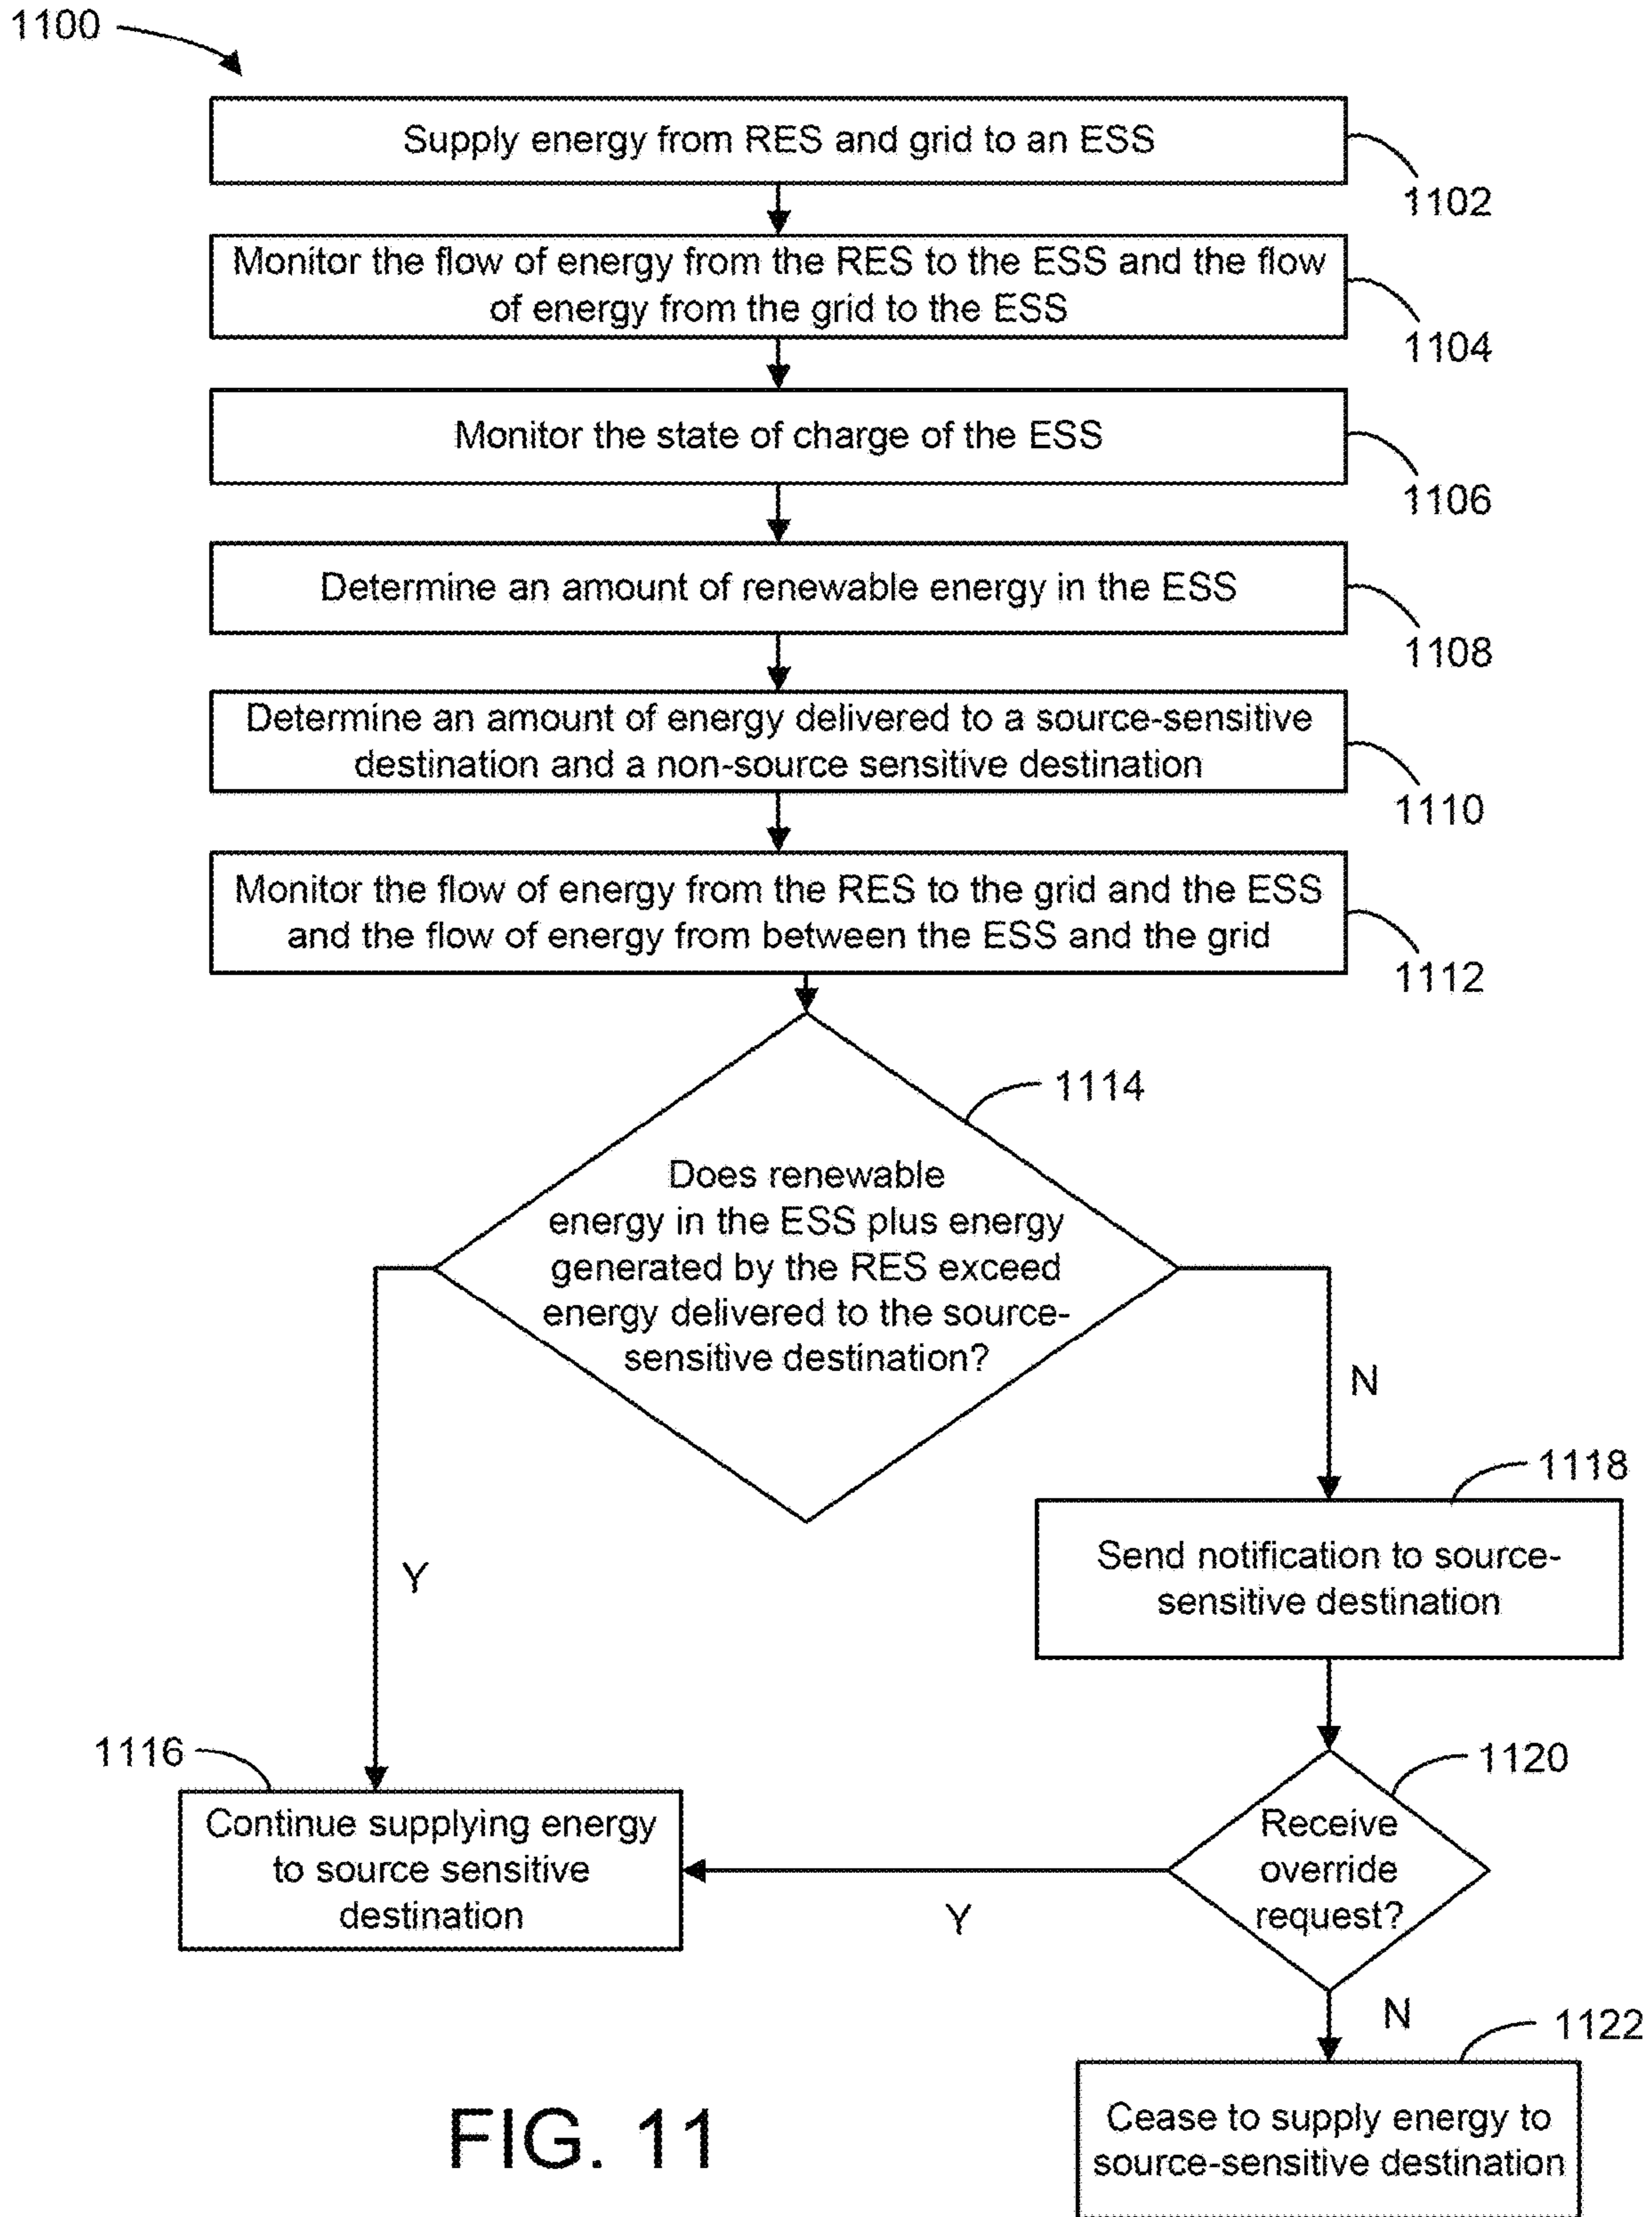 1100
Supply energy from RES and grid to an ESS
1102
Monitor the flow of energy from the RES to the ESS and the flow
of energy from the grid to the ESS
1104
Monitor the state of charge of the ESS
1106
Determine an amount of renewable energy in the ESS
1108
Determine an amount of energy delivered to a source-sensitive
destination and a non-source sensitive destination
1110
Monitor the flow of energy from the RES to the grid and the ESS
and the flow of energy from between the ESS and the grid
1112
1114
Does renewable
energy in the ESS plus energy
generated by the RES exceed
energy delivered to the source-
sensitive destination?
N
Y
1118
Send notification to source-
sensitive destination
1116
Continue supplying energy
to source sensitive
destination
1120
Receive
override
request?
Y
N
1122
Cease to supply energy to
source-sensitive destination
FIG. 11